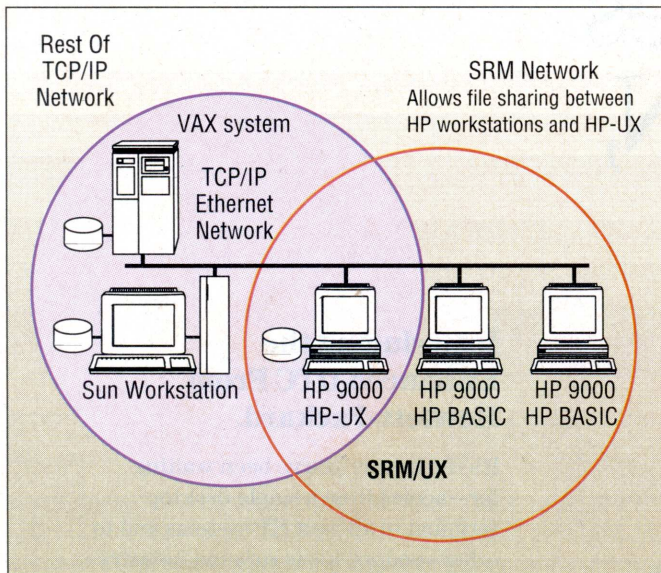 Rest Of
TCP/IP
Network
SRM Network
Allows file sharing between
HP workstations and HP-UX
VAX system
TCP/IP
Ethernet
Network
Sun Workstation
HP 9000
HP-UX
HP 9000
HP BASIC
HP 9000
HP BASIC
SRM/UX